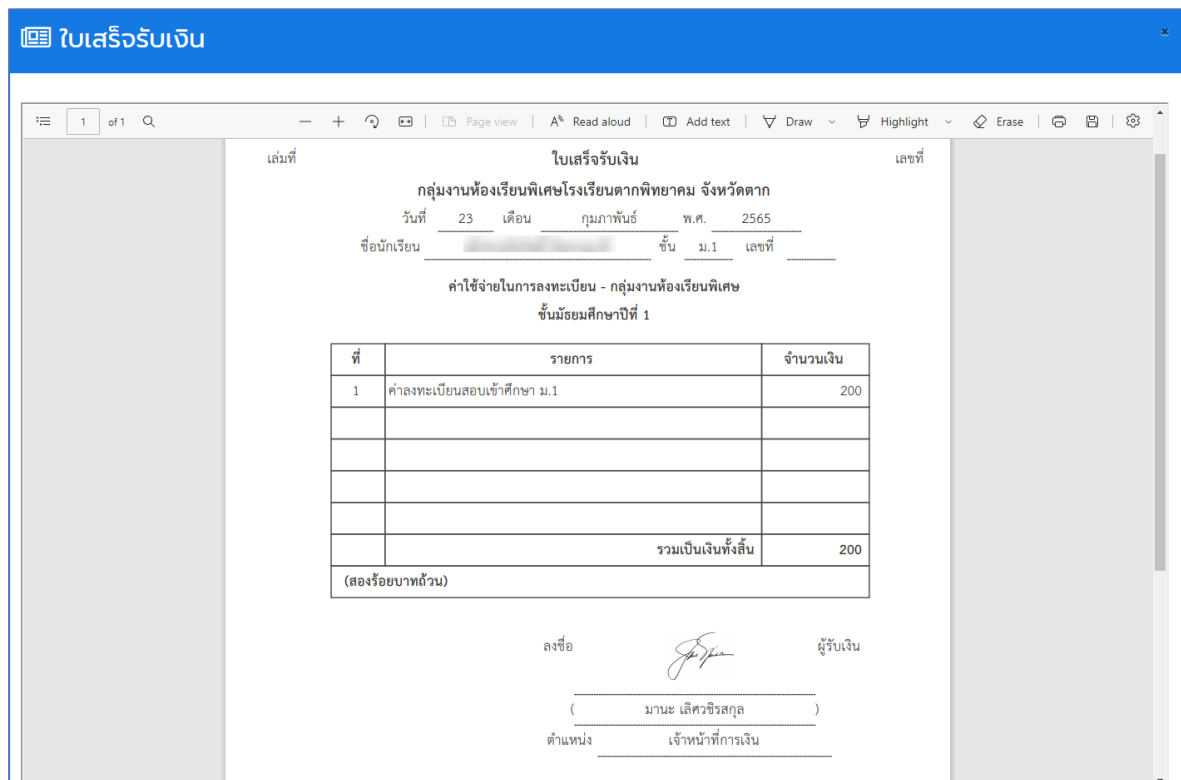 ใบเสร็จรับเงิน
1 of 1 Page view Read aloud Add text Draw Highlight Erase
เล่มที่ ใบเสร็จรับเงิน เลขที่
กลุ่มงานห้องเรียนพิเศษโรงเรียนตากพิทยาคม จังหวัดตาก
วันที่ 23 เดือน กุมภาพันธ์ พ.ศ. 2565
ชื่อนักเรียน ชั้น ม.1 เลขที่
ค่าใช้จ่ายในการลงทะเบียน - กลุ่มงานห้องเรียนพิเศษ
ชั้นมัธยมศึกษาปีที่ 1
ที่ รายการ จำนวนเงิน
1 ค่าลงทะเบียนสอบเข้าศึกษา ม.1 200
รวมเป็นเงินทั้งสิ้น 200
(สองร้อยบาทถ้วน)
ลงชื่อ ผู้รับเงิน
( มานะ เลิศวชิรสกุล )
ตำแหน่ง เจ้าหน้าที่การเงิน